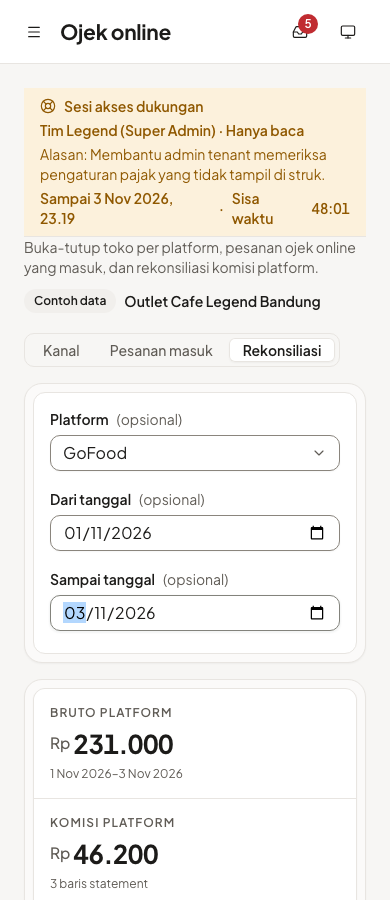 Ojek online
5
Sesi akses dukungan
Tim Legend (Super Admin) · Hanya baca
Alasan: Membantu admin tenant memeriksa
pengaturan pajak yang tidak tampil di struk.
Sampai 3 Nov 2026, 23.19 · Sisa waktu 48:01
Buka-tutup toko per platform, pesanan ojek online
yang masuk, dan rekonsiliasi komisi platform.
Contoh data Outlet Cafe Legend Bandung
Kanal Pesanan masuk Rekonsiliasi
Platform (opsional)
GoFood
Dari tanggal (opsional)
01/11/2026
Sampai tanggal (opsional)
03/11/2026
BRUTO PLATFORM
Rp 231.000
1 Nov 2026–3 Nov 2026
KOMISI PLATFORM
Rp 46.200
3 baris statement